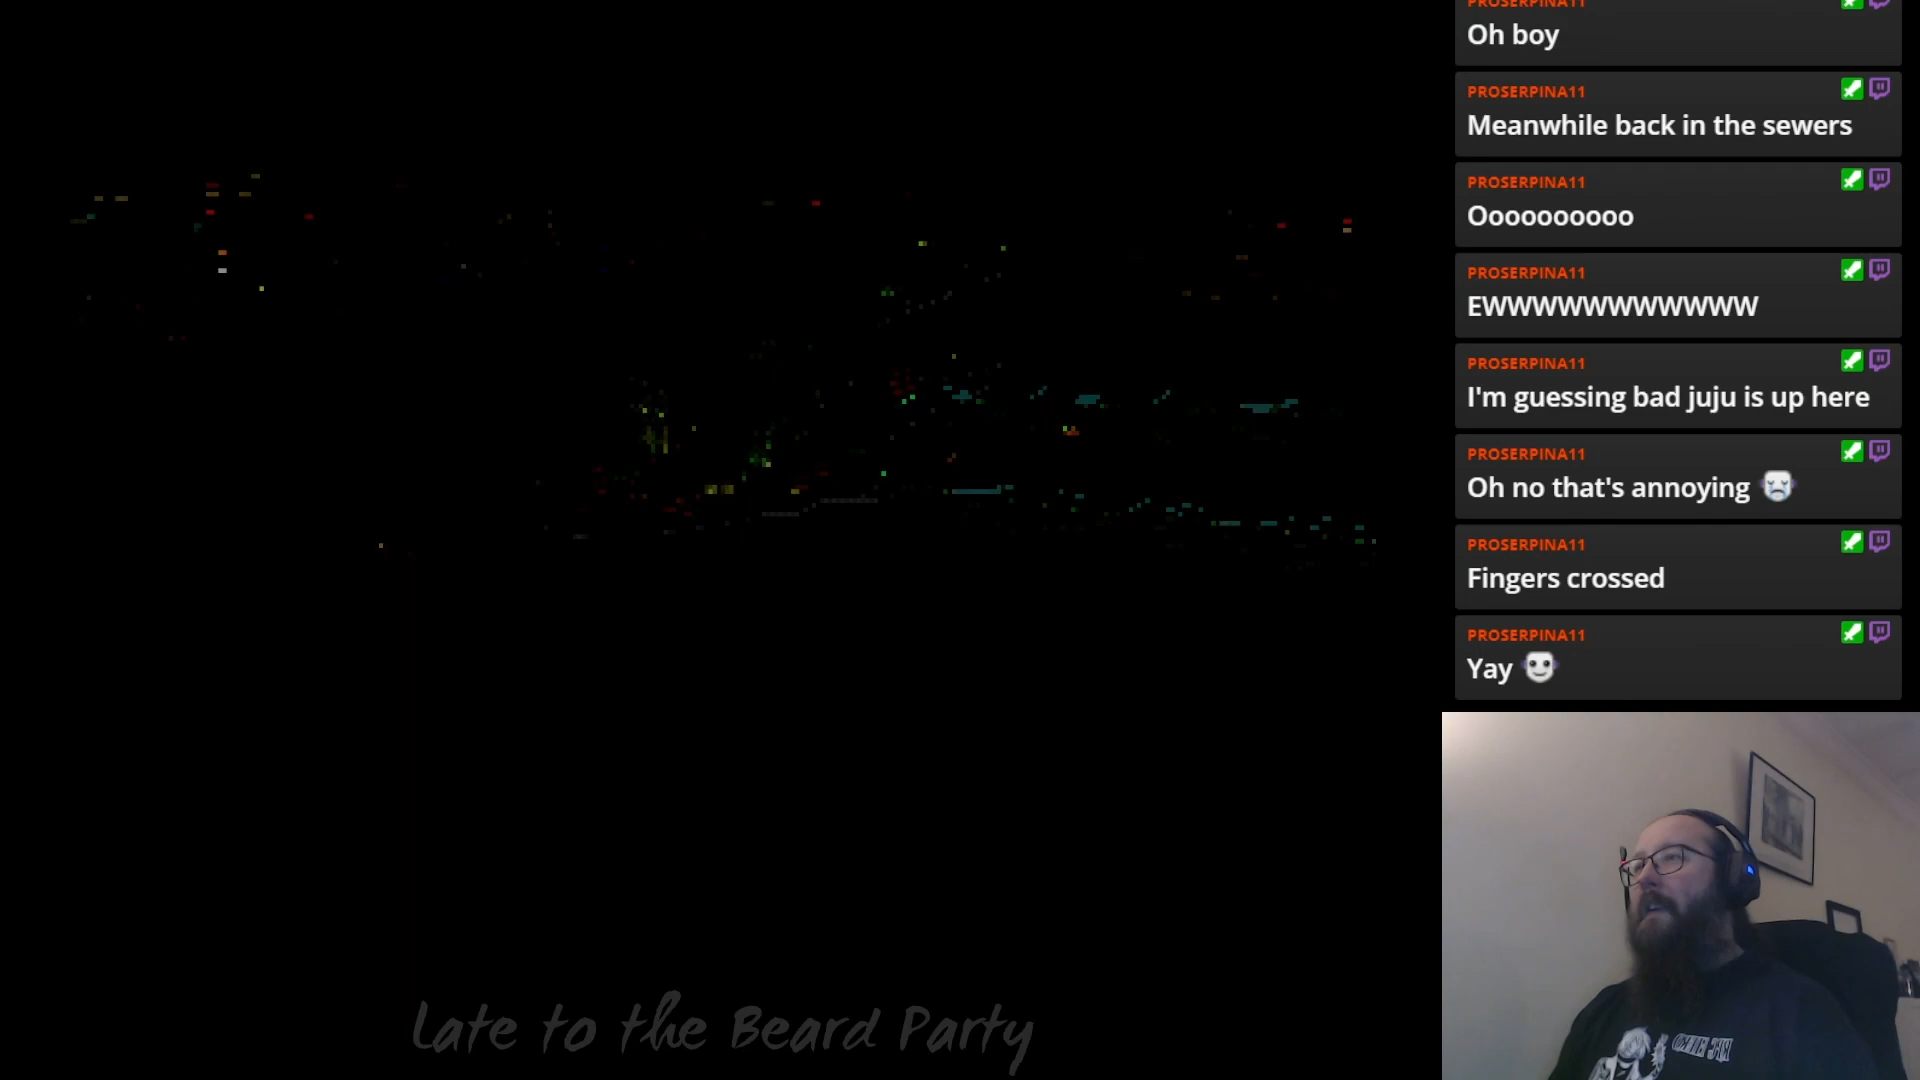 PROSERPINA11
Oh boy
PROSERPINA11
Meanwhile back in the sewers
PROSERPINA11
Oooooooooo
PROSERPINA11
EWWWWWWWWWWW
PROSERPINA11
I'm guessing bad juju is up here
PROSERPINA11
Oh no that's annoying
PROSERPINA11
Fingers crossed
PROSERPINA11
Yay
Late to the Beard Party